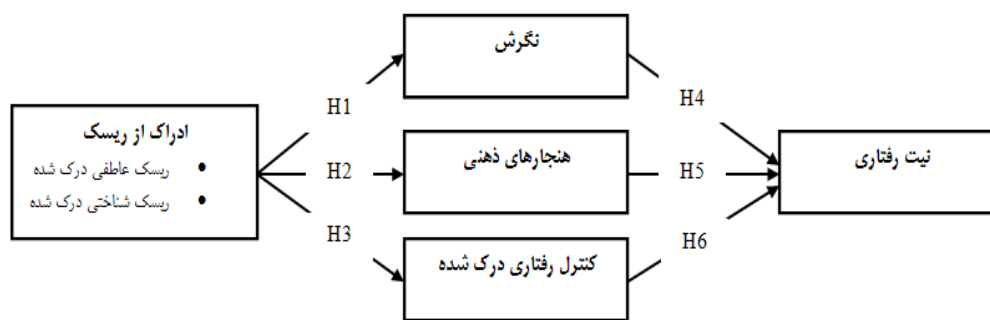 نگرش
H1
H4
ادراک از ریسک
• ریسک عاطفی درک شده
• ریسک شناختی درک شده
H2
هنجارهای ذهنی
H5
نیت رفتاری
H3
کنترل رفتاری درک شده
H6